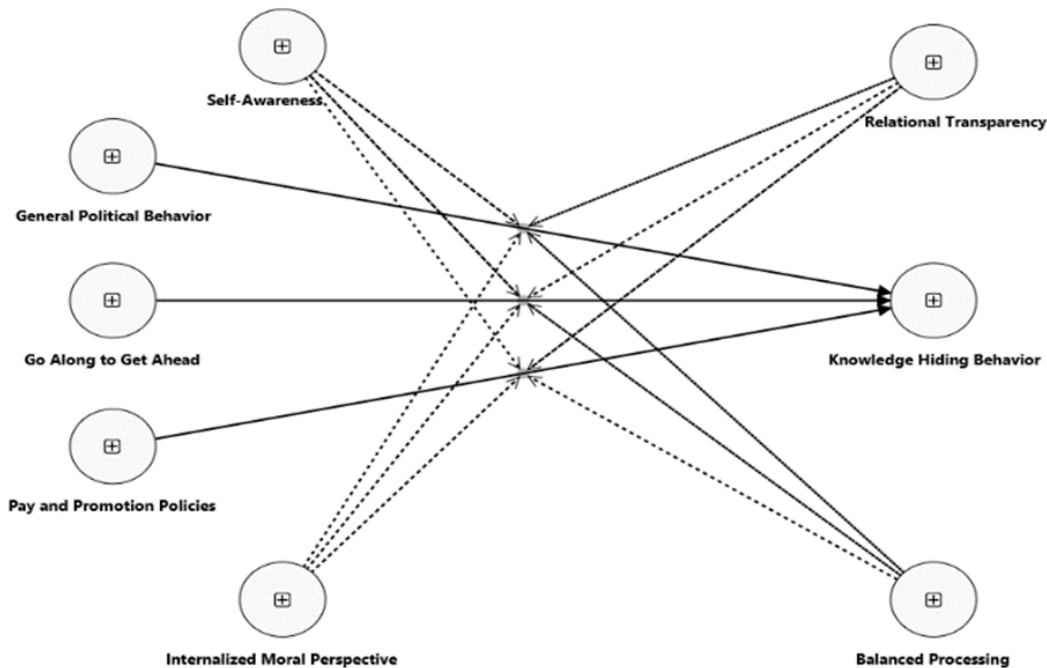 Self-Awareness
Relational Transparency
General Political Behavior
Go Along to Get Ahead
Knowledge Hiding Behavior
Pay and Promotion Policies
Internalized Moral Perspective
Balanced Processing